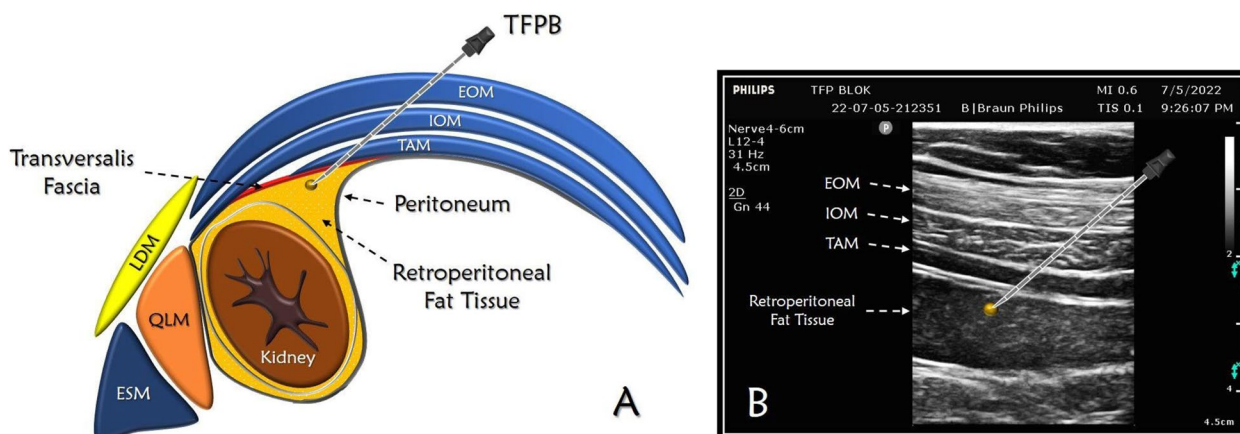 TFPB
EOM
IOM
TAM
Transversalis
Fascia
Peritoneum
LDM
Retroperitoneal
Fat Tissue
QLM
Kidney
ESM
A
PHILIPS TFP BLOK MI 0.6 7/5/2022
22-07-05-212351 B|Braun Philips TIS 0.1 9:26:07 PM
Nerve4-6cm
L12-4
31 Hz
4.5cm
2D
Gn 44
P
EOM
IOM
TAM
Retroperitoneal
Fat Tissue
2
4
4.5cm
B